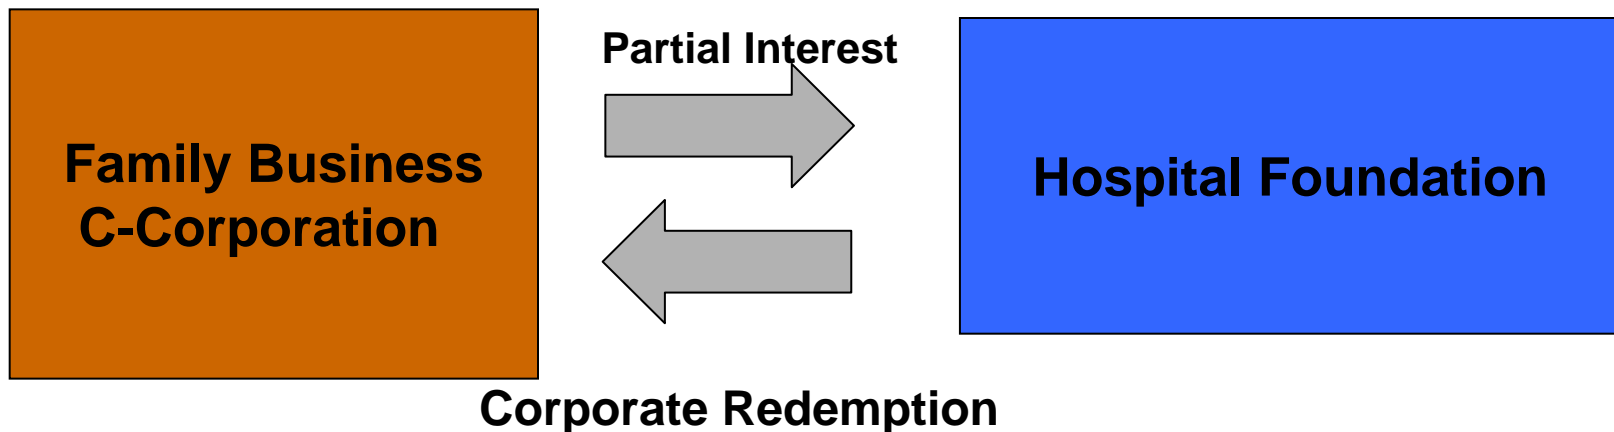 Partial Interest
Family Business
C-Corporation
Hospital Foundation
Corporate Redemption